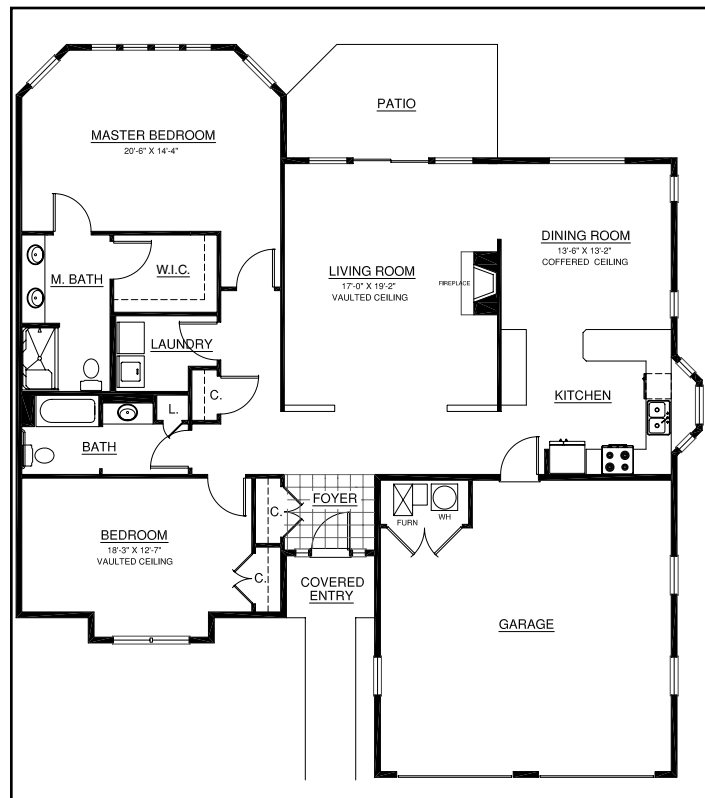 PATIO
MASTER BEDROOM
20'-6" X 14'-4"
DINING ROOM
13'-6" X 13'-2"
COFFERED CEILING
W.I.C.
M. BATH
LIVING ROOM
17'-0" X 19'-2"
VAULTED CEILING
FIREPLACE
LAUNDRY
C.
L.
KITCHEN
BATH
FOYER
C.
FURN
WH
BEDROOM
18'-3" X 12'-7"
VAULTED CEILING
C.
COVERED
ENTRY
GARAGE